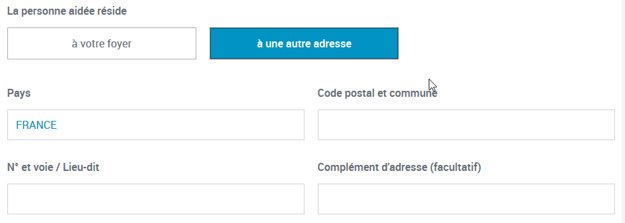 La personne aidée réside
à votre foyer
à une autre adresse
Pays
Code postal et commune
FRANCE
N° et voie / Lieu-dit
Complément d'adresse (facultatif)